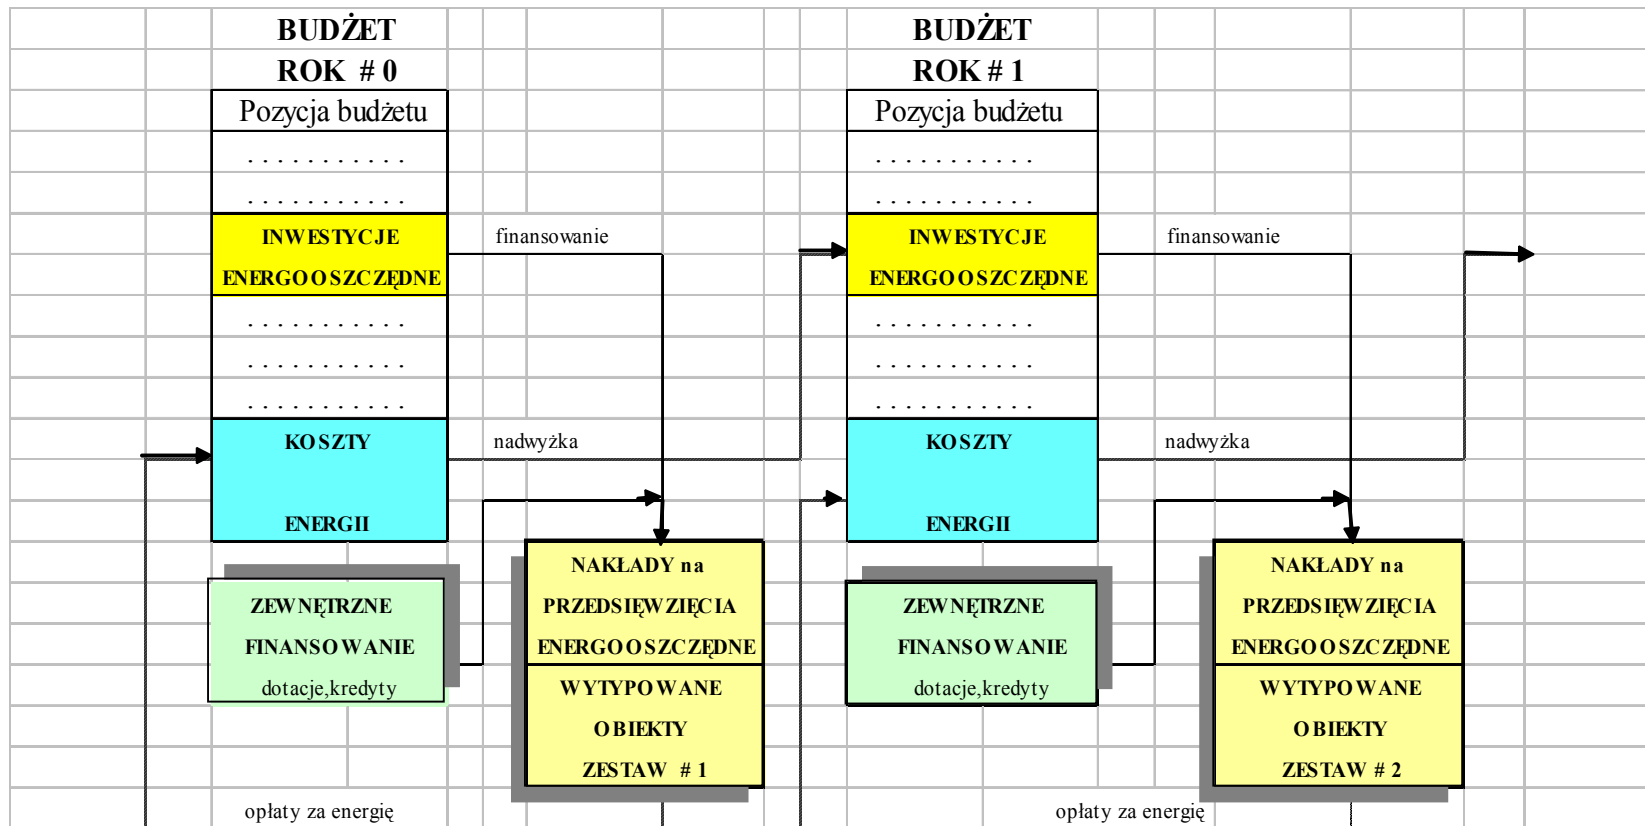 BUDŻET
ROK # 0
Pozycja budżetu
. . . . . . . . . . .
. . . . . . . . . . .
INWESTYCJE
ENERGOOSZCZĘDNE
. . . . . . . . . . .
. . . . . . . . . . .
. . . . . . . . . . .
KOSZTY
ENERGII
finansowanie
nadwyżka
ZEWNĘTRZNE
FINANSOWANIE
dotacje,kredyty
NAKŁADY na
PRZEDSIĘWZIĘCIA
ENERGOOSZCZĘDNE
WYTYPOWANE
OBIEKTY
ZESTAW # 1
opłaty za energię
BUDŻET
ROK # 1
Pozycja budżetu
. . . . . . . . . . .
. . . . . . . . . . .
INWESTYCJE
ENERGOOSZCZĘDNE
. . . . . . . . . . .
. . . . . . . . . . .
. . . . . . . . . . .
KOSZTY
ENERGII
finansowanie
nadwyżka
ZEWNĘTRZNE
FINANSOWANIE
dotacje,kredyty
NAKŁADY na
PRZEDSIĘWZIĘCIA
ENERGOOSZCZĘDNE
WYTYPOWANE
OBIEKTY
ZESTAW # 2
opłaty za energię